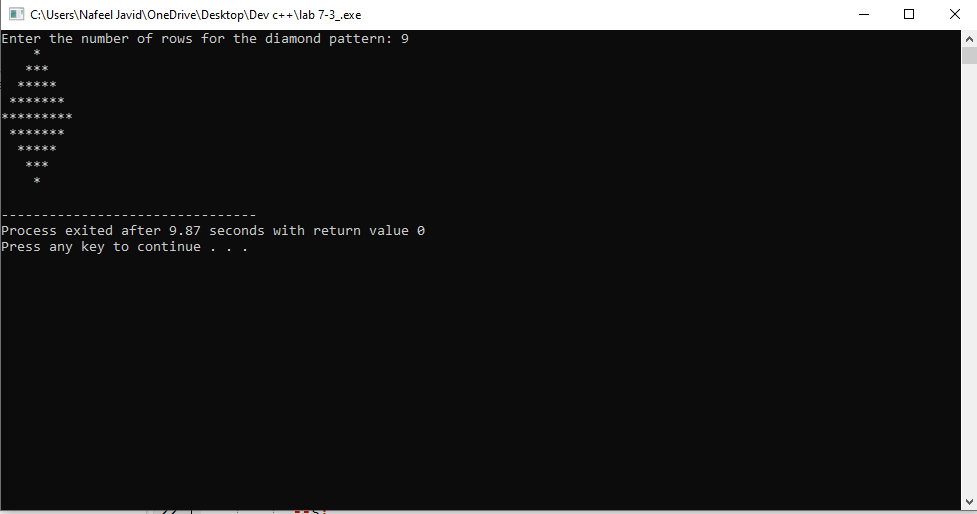 C:\Users\Nafeel Javid\OneDrive\Desktop\Dev c++\lab 7-3_.exe
Enter the number of rows for the diamond pattern: 9
    *
   ***
  *****
 *******
*********
 *******
  *****
   ***
    *
--------------------------------
Process exited after 9.87 seconds with return value 0
Press any key to continue . . .